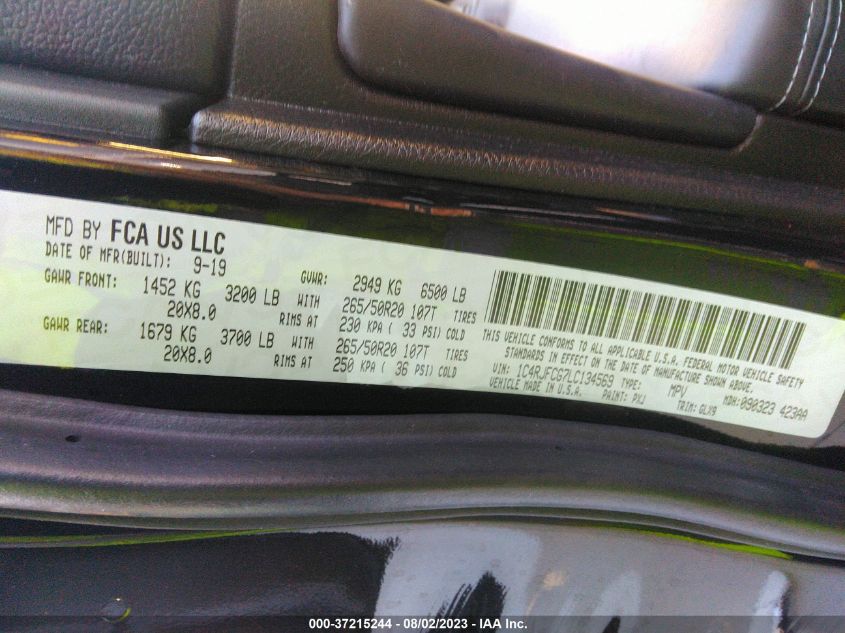 MFD BY FCA US LLC
DATE OF MFR(BUILT): 9-19 GVWR: 2949 KG 6500 LB
GAWR FRONT: 1452 KG 3200 LB WITH 265/50R20 107T TIRES
20X8.0 RIMS AT 230 KPA ( 33 PSI) COLD
GAWR REAR: 1679 KG 3700 LB WITH 265/50R20 107T TIRES
20X8.0 RIMS AT 250 KPA ( 36 PSI) COLD
THIS VEHICLE CONFORMS TO ALL APPLICABLE U.S.A. FEDERAL MOTOR VEHICLE SAFETY
STANDARDS IN EFFECT ON THE DATE OF MANUFACTURE SHOWN ABOVE.
VIN: 1C4RJFCG7LC134569 TYPE: MPV MDH: 090323 423AA
VEHICLE MADE IN U.S.A. PAINT: PXJ TRIM: GLX9
000-37215244 - 08/02/2023 - IAA Inc.